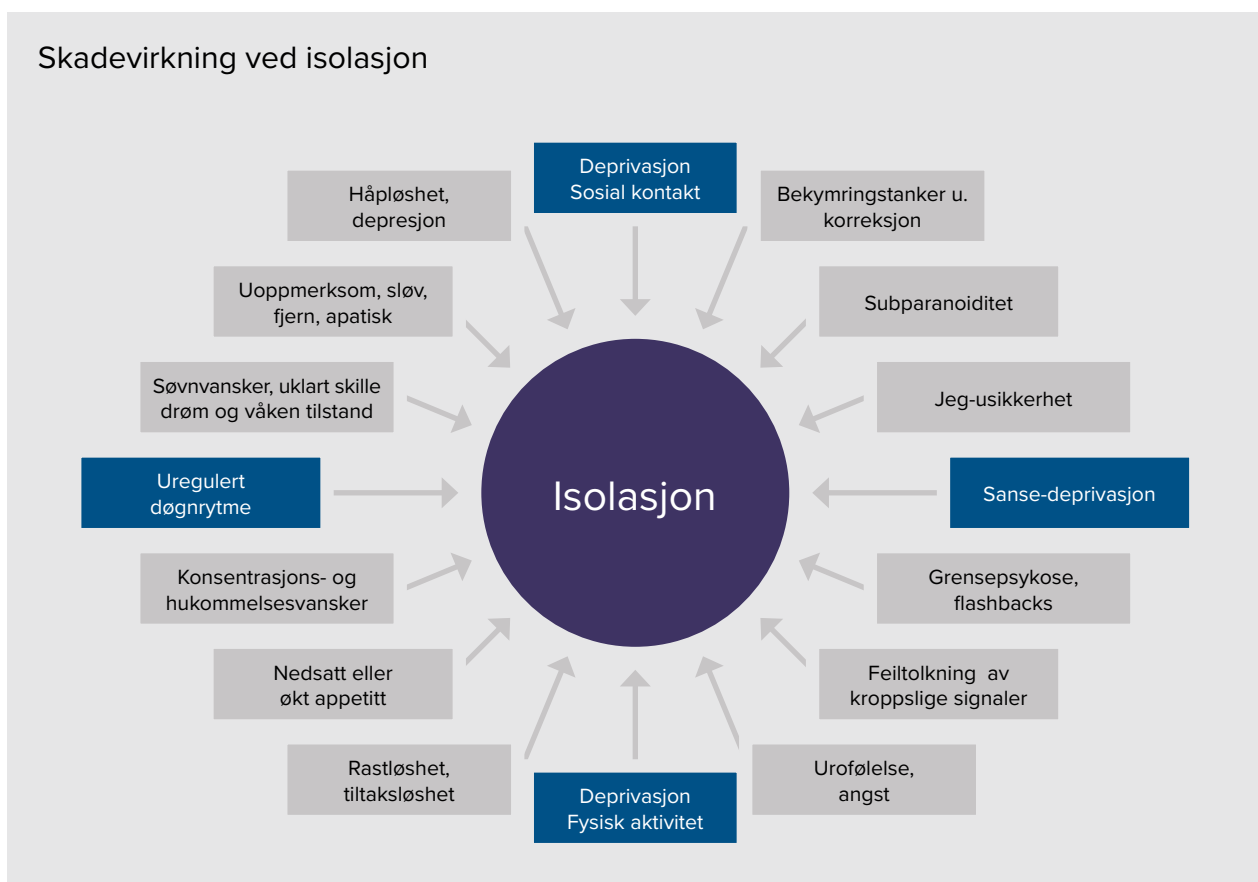 Skadevirkning ved isolasjon
Deprivasjon
Sosial kontakt
Håpløshet,
depresjon
Bekymringstanker u.
korreksjon
Uoppmerksom, sløv,
fjern, apatisk
Subparanoiditet
Søvnvansker, uklart skille
drøm og våken tilstand
Jeg-usikkerhet
Uregulert
døgnrytme
Isolasjon
Sanse-deprivasjon
Konsentrasjons- og
hukommelsesvansker
Grensepsykose,
flashbacks
Nedsatt eller
økt appetitt
Feiltolkning av
kroppslige signaler
Rastløshet,
tiltaksløshet
Urofølelse,
angst
Deprivasjon
Fysisk aktivitet